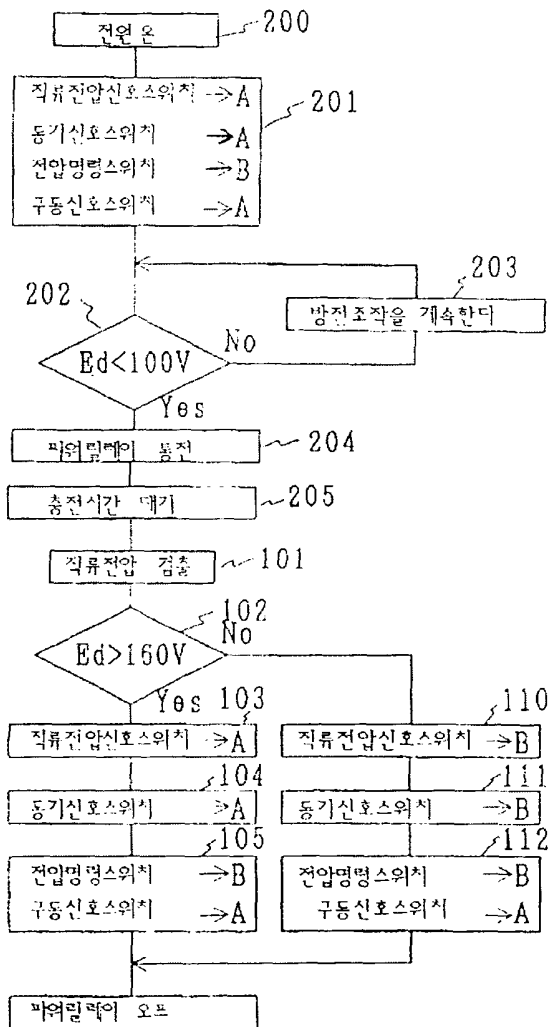 전원 온
200
직류전압신호스위치 →A
동기신호스위치 →A
전압명령스위치 →B
구동신호스위치 →A
201
202
Ed<100V
No
Yes
203
방전조작을 계속한다
파워릴레이 통전
204
충전시간 대기
205
직류전압 검출
101
102
Ed>160V
No
Yes
103
직류전압신호스위치 →A
104
동기신호스위치 →A
105
전압명령스위치 →B
구동신호스위치 →A
110
직류전압신호스위치 →B
111
동기신호스위치 →B
112
전압명령스위치 →B
구동신호스위치 →A
파워릴레이 오프